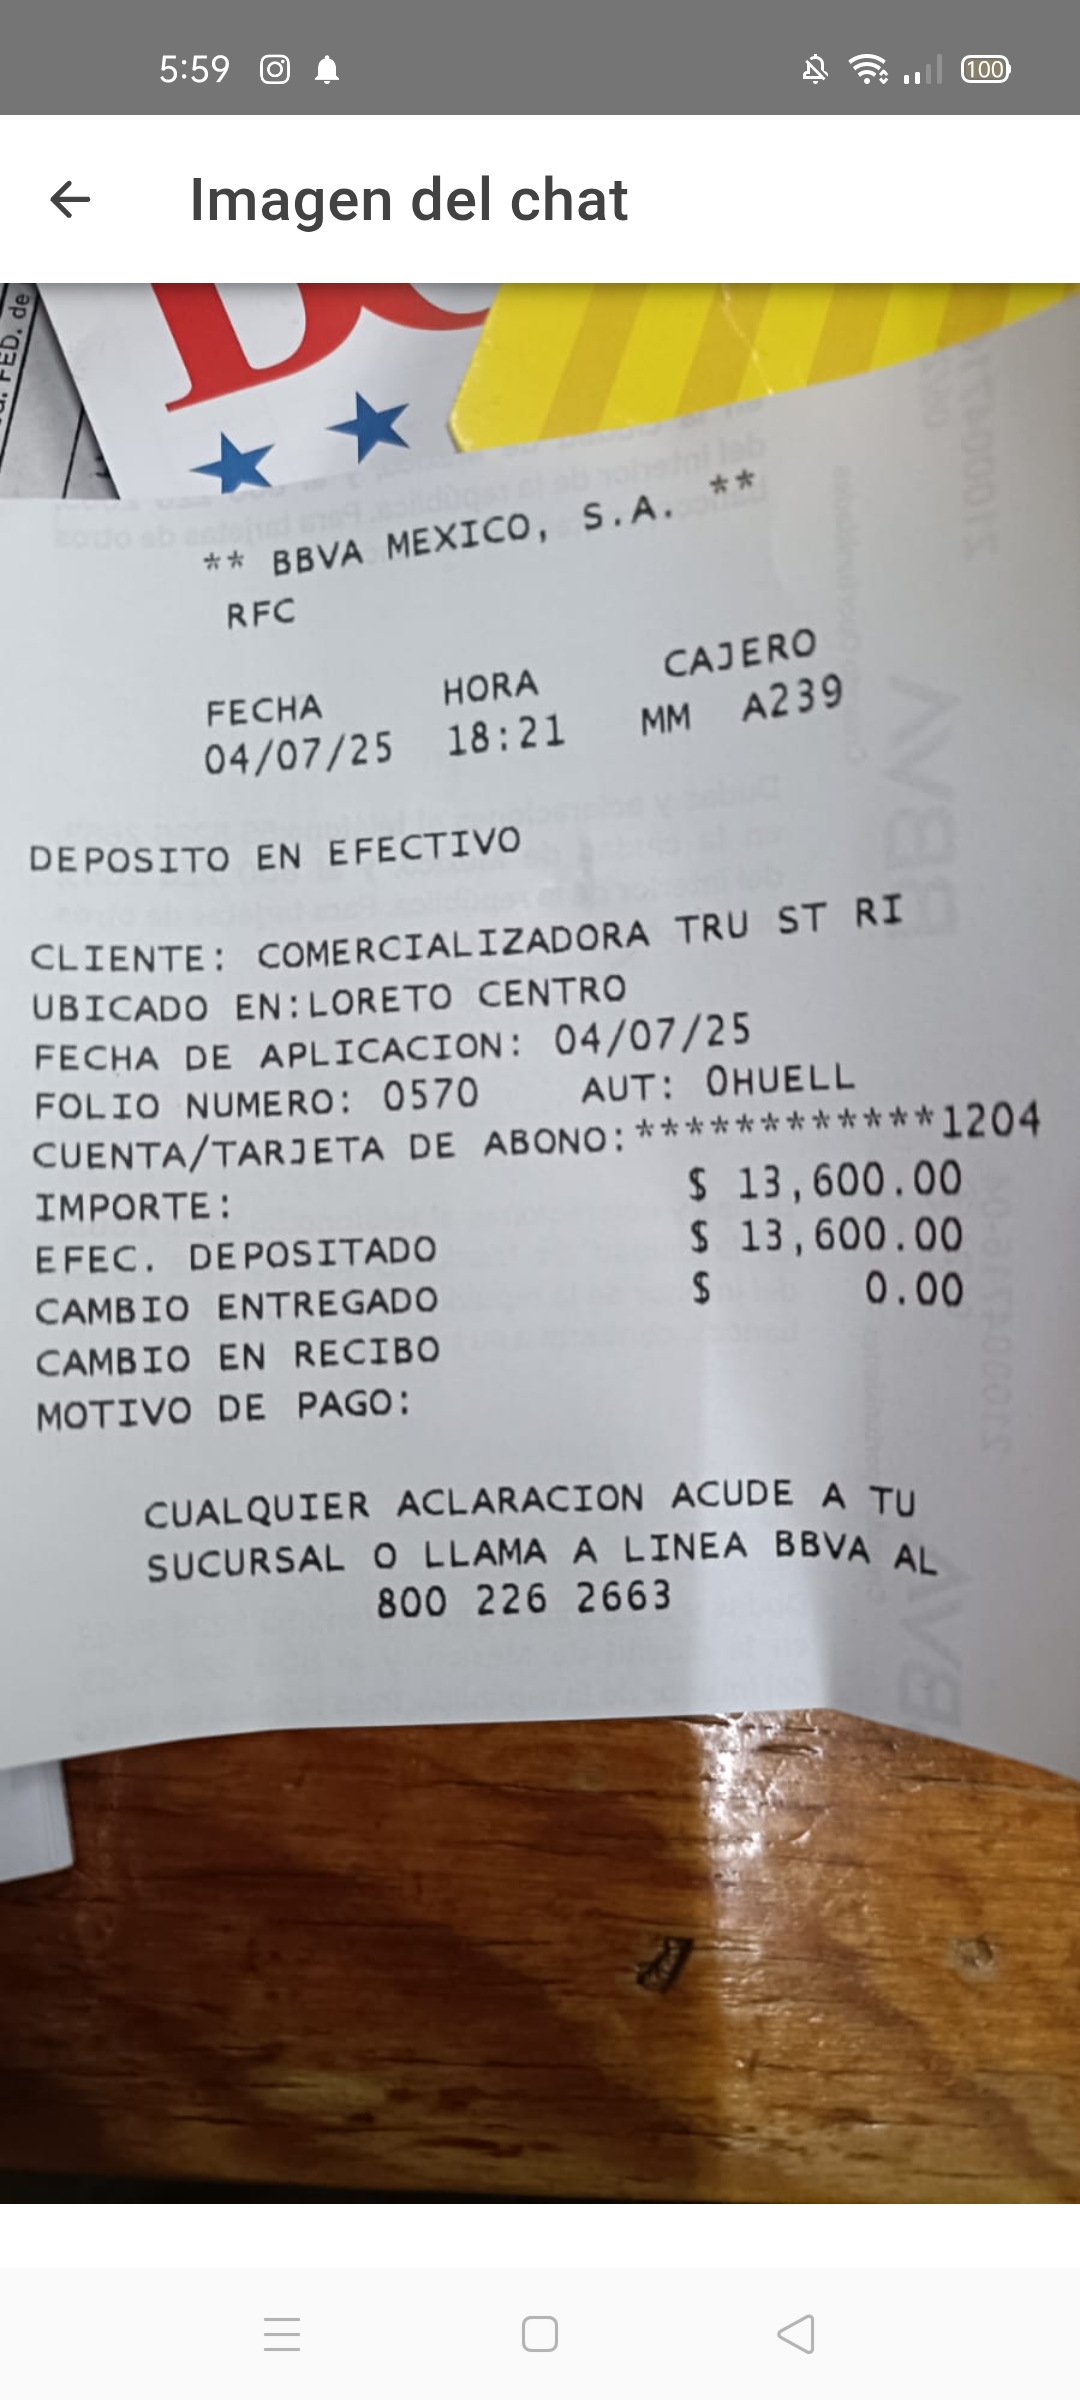 5:59
100
Imagen del chat
FED. de
** BBVA MEXICO, S.A. **
RFC
FECHA HORA CAJERO
04/07/25 18:21 MM A239
DEPOSITO EN EFECTIVO
CLIENTE: COMERCIALIZADORA TRU ST RI
UBICADO EN:LORETO CENTRO
FECHA DE APLICACION: 04/07/25
FOLIO NUMERO: 0570 AUT: OHUELL
CUENTA/TARJETA DE ABONO:************1204
IMPORTE: $ 13,600.00
EFEC. DEPOSITADO $ 13,600.00
CAMBIO ENTREGADO $ 0.00
CAMBIO EN RECIBO
MOTIVO DE PAGO:
CUALQUIER ACLARACION ACUDE A TU
SUCURSAL O LLAMA A LINEA BBVA AL
800 226 2663
BBVA